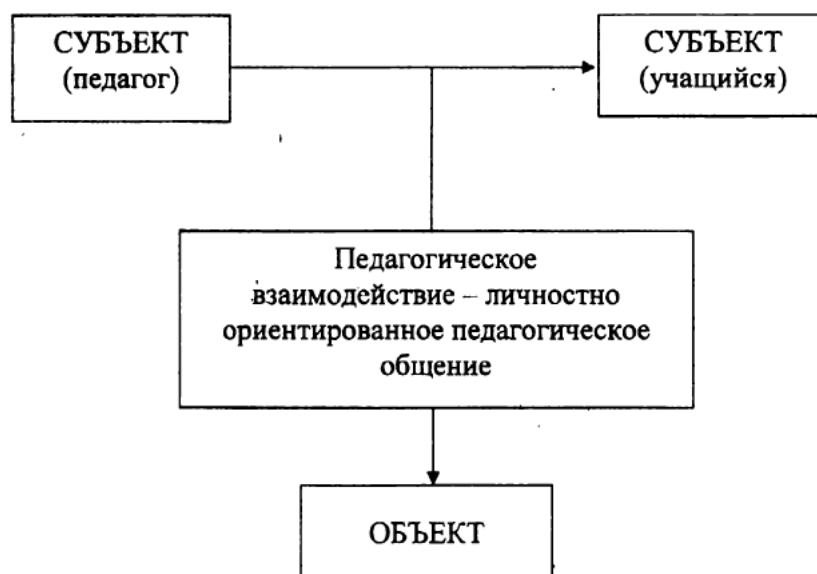 СУБЪЕКТ
(педагог)
СУБЪЕКТ
(учащийся)
Педагогическое
взаимодействие – личностно
ориентированное педагогическое
общение
ОБЪЕКТ